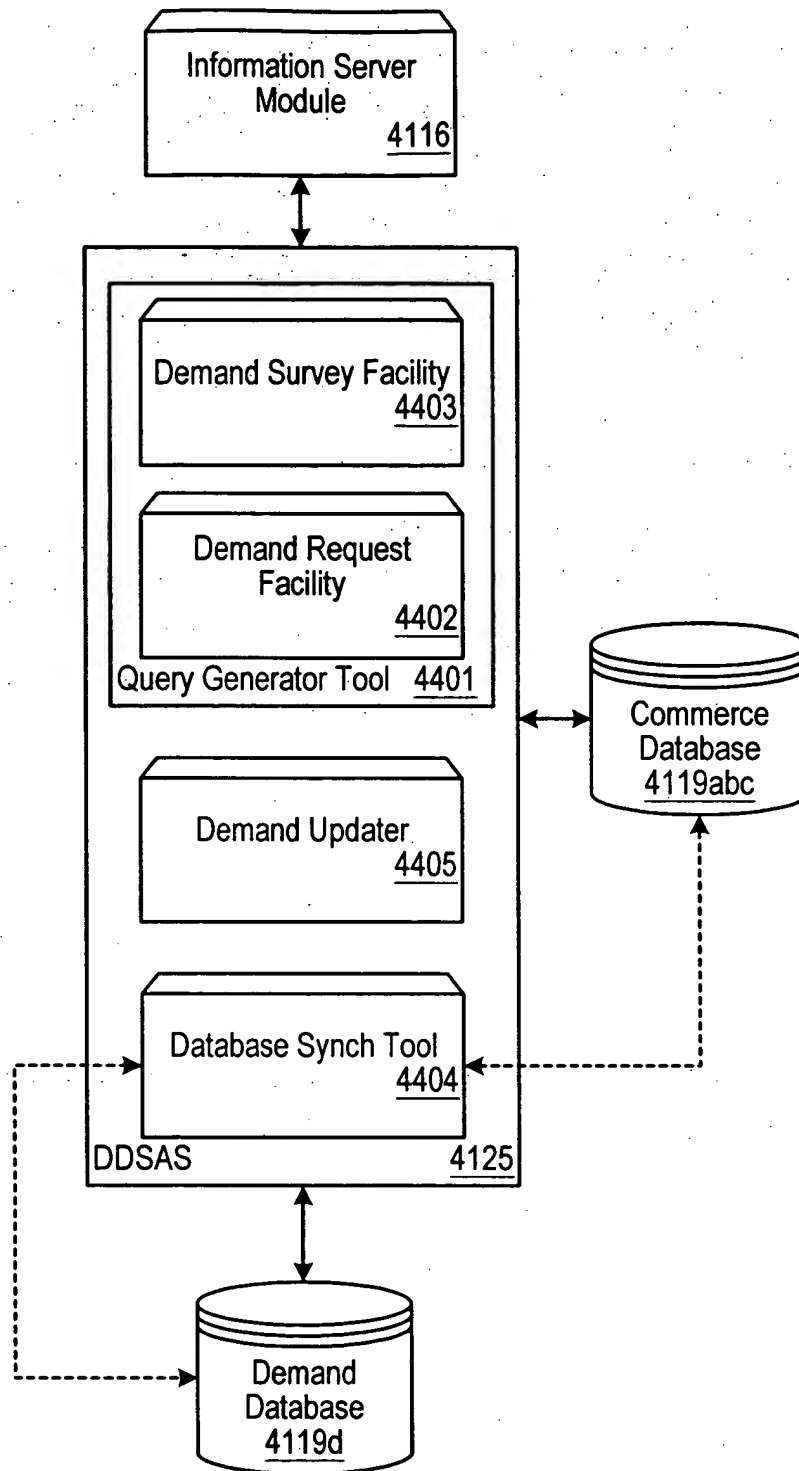 Information Server
Module
4116
Demand Survey Facility
4403
Demand Request
Facility
4402
Query Generator Tool 4401
Commerce
Database
4119abc
Demand Updater
4405
Database Synch Tool
4404
DDSAS 4125
Demand
Database
4119d